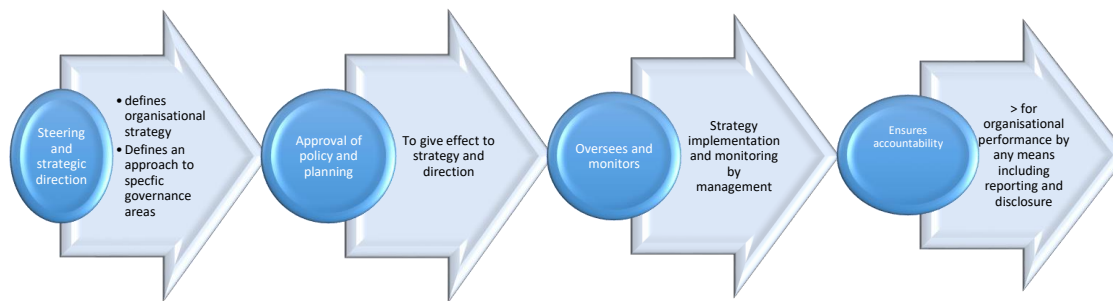 Steering
and
strategic
direction
• defines
organisational
strategy
• Defines an
approach to
specfic
governance
areas
Approval of
policy and
planning
To give effect to
strategy and
direction
Oversees and
monitors
Strategy
implementation
and monitoring
by
management
Ensures
accountability
> for
organisational
performance by
any means
including
reporting and
disclosure